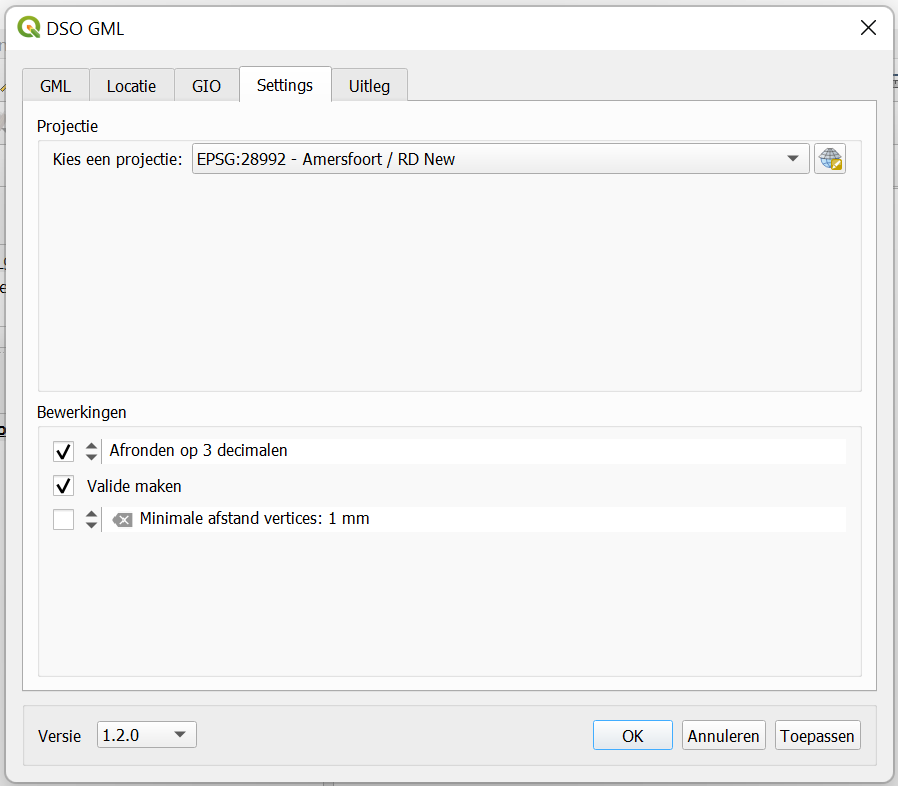 DSO GML
GML Locatie GIO Settings Uitleg
Projectie
Kies een projectie: EPSG:28992 - Amersfoort / RD New
Bewerkingen
Afronden op 3 decimalen
Valide maken
Minimale afstand vertices: 1 mm
Versie 1.2.0 OK Annuleren Toepassen